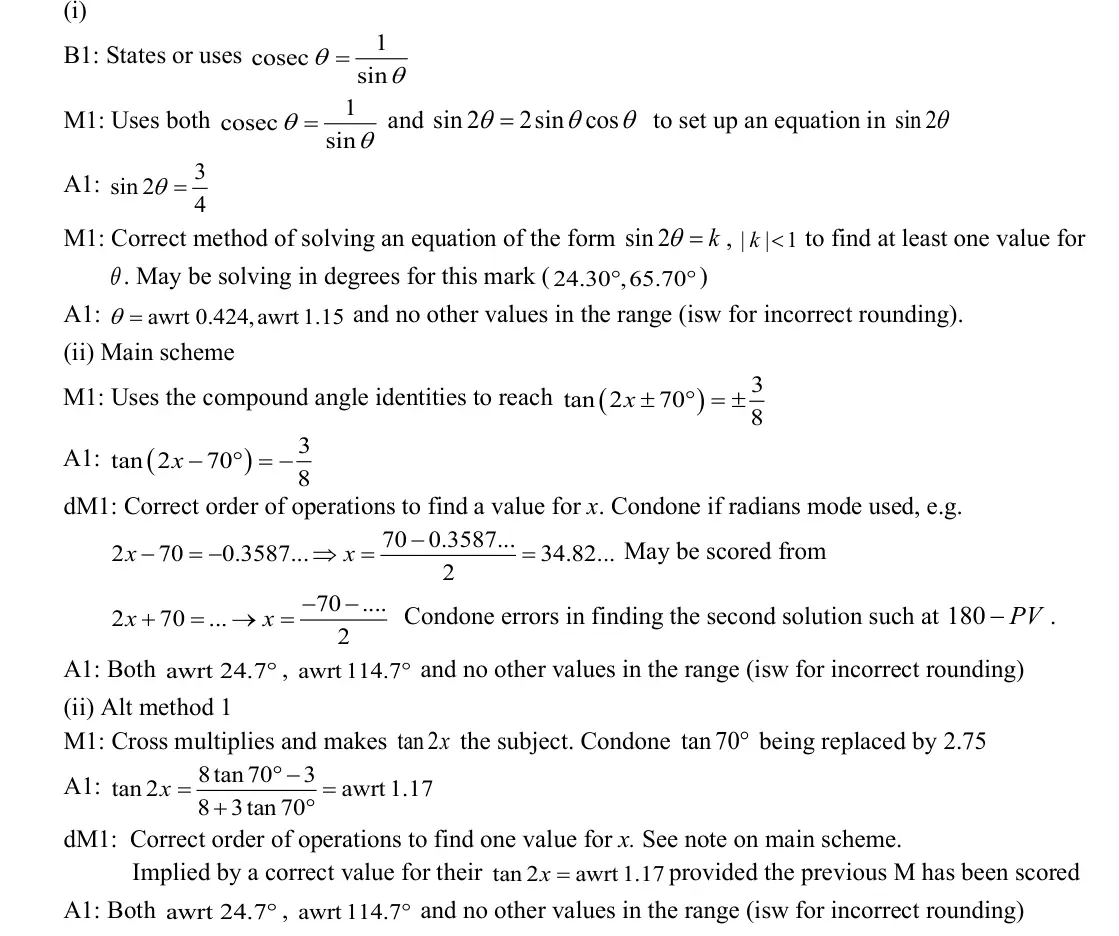 (i)
B1: States or uses cosec θ = 1/sin θ
M1: Uses both cosec θ = 1/sin θ and sin 2θ = 2 sin θ cos θ to set up an equation in sin 2θ
A1: sin 2θ = 3/4
M1: Correct method of solving an equation of the form sin 2θ = k , |k|<1 to find at least one value for
θ. May be solving in degrees for this mark (24.30°, 65.70°)
A1: θ = awrt 0.424, awrt 1.15 and no other values in the range (isw for incorrect rounding).
(ii) Main scheme
M1: Uses the compound angle identities to reach tan(2x ± 70°) = ± 3/8
A1: tan(2x − 70°) = − 3/8
dM1: Correct order of operations to find a value for x. Condone if radians mode used, e.g.
2x − 70 = −0.3587... ⇒ x = (70 − 0.3587...)/2 = 34.82... May be scored from
2x + 70 = ... → x = (−70 − ....)/2 Condone errors in finding the second solution such at 180 − PV .
A1: Both awrt 24.7° , awrt 114.7° and no other values in the range (isw for incorrect rounding)
(ii) Alt method 1
M1: Cross multiplies and makes tan 2x the subject. Condone tan 70° being replaced by 2.75
A1: tan 2x = (8 tan 70° − 3)/(8 + 3 tan 70°) = awrt 1.17
dM1: Correct order of operations to find one value for x. See note on main scheme.
Implied by a correct value for their tan 2x = awrt 1.17 provided the previous M has been scored
A1: Both awrt 24.7° , awrt 114.7° and no other values in the range (isw for incorrect rounding)